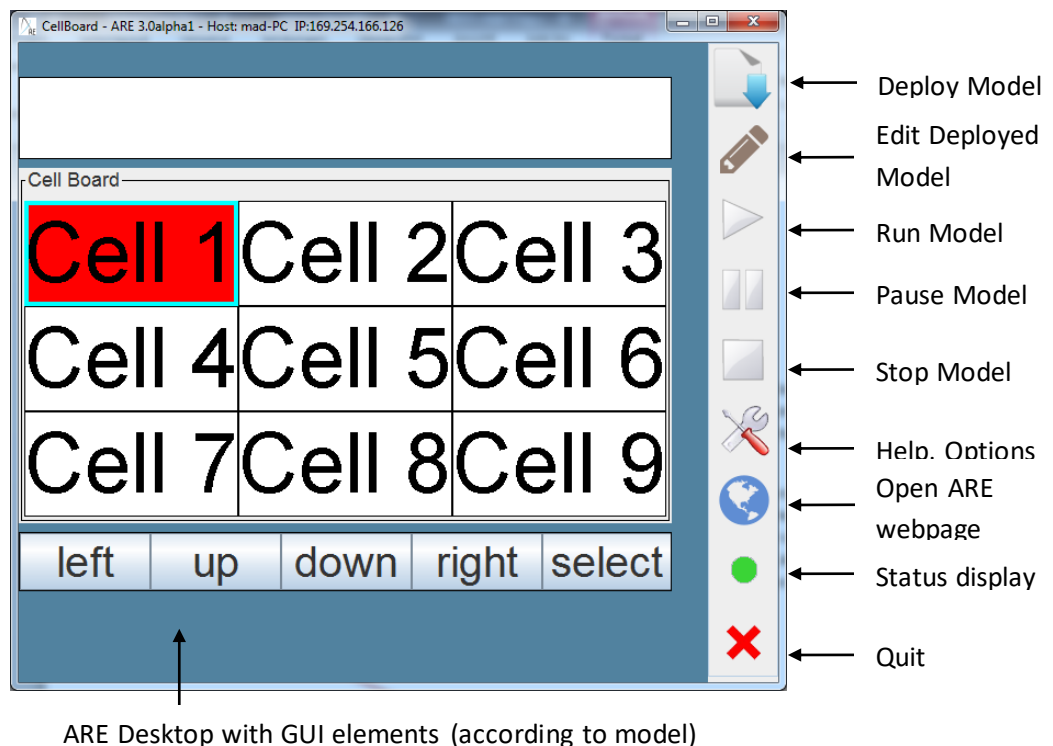 CellBoard - ARE 3.0alpha1 - Host: mad-PC IP:169.254.166.126
Cell Board
Cell 1 Cell 2 Cell 3
Cell 4 Cell 5 Cell 6
Cell 7 Cell 8 Cell 9
left up down right select
Deploy Model
Edit Deployed
Model
Run Model
Pause Model
Stop Model
Help, Options
Open ARE
webpage
Status display
Quit
ARE Desktop with GUI elements (according to model)